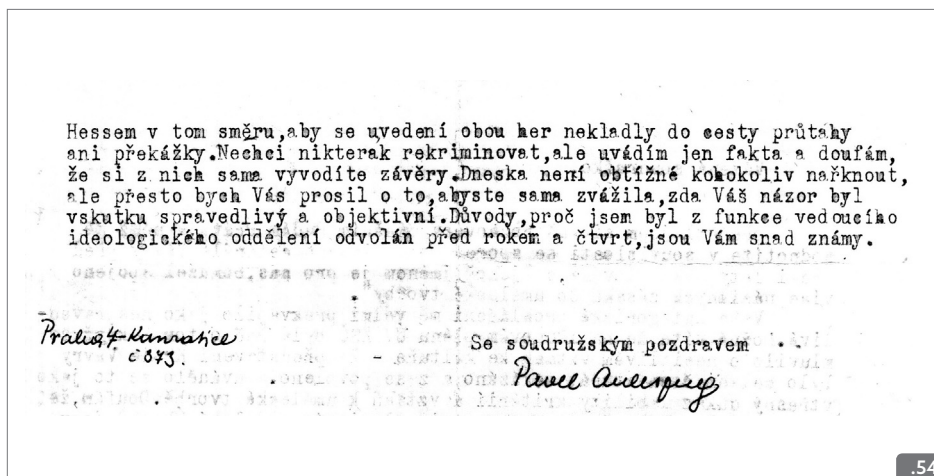 Hessem v tom směru,aby se uvedení obou her nekladly do cesty průtahy
ani překážky.Nechci nikterak rekriminovat,ale uvádím jen fakta a doufám,
že si z nich sama vyvodíte závěry.Dneska není obtížné kohokoliv nařknout,
ale přesto bych Vás prosil o to,abyste sama zvážila,zda Váš názor byl
vskutku spravedlivý a objektivní.Důvody,proč jsem byl z funkce vedoucího
ideologického oddělení odvolán před rokem a čtvrt,jsou Vám snad známy.
Praha 4-Kunratice
č 873
Se soudružským pozdravem
Pavel Auersperg
.54